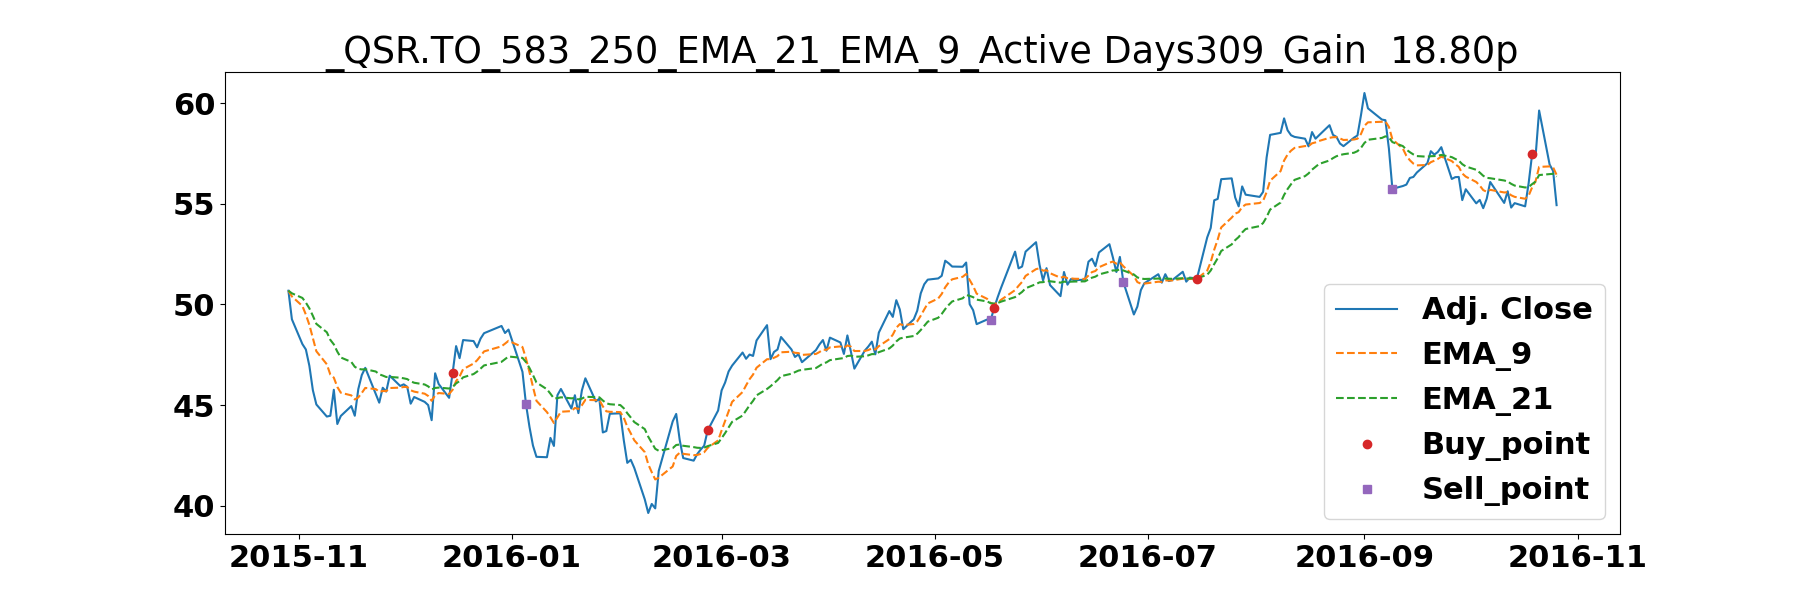 _QSR.TO_583_250_EMA_21_EMA_9_Active Days309_Gain  18.80p
60
55
50
45
40
Adj. Close
EMA_9
EMA_21
Buy_point
Sell_point
2015-11
2016-01
2016-03
2016-05
2016-07
2016-09
2016-11